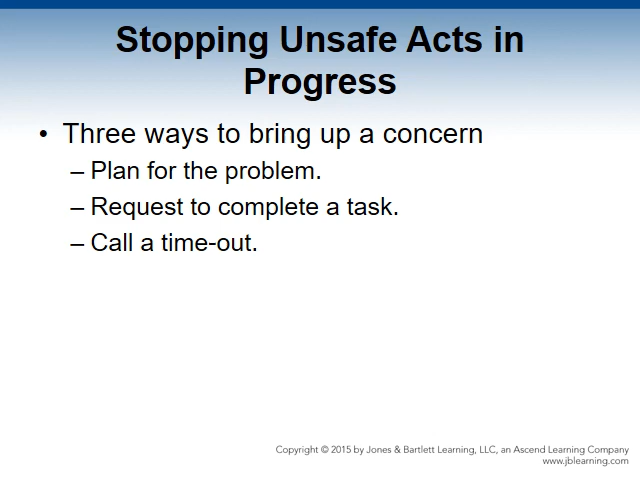 Stopping Unsafe Acts in
Progress
• Three ways to bring up a concern
– Plan for the problem.
– Request to complete a task.
– Call a time-out.
Copyright © 2015 by Jones & Bartlett Learning, LLC, an Ascend Learning Company
www.jblearning.com